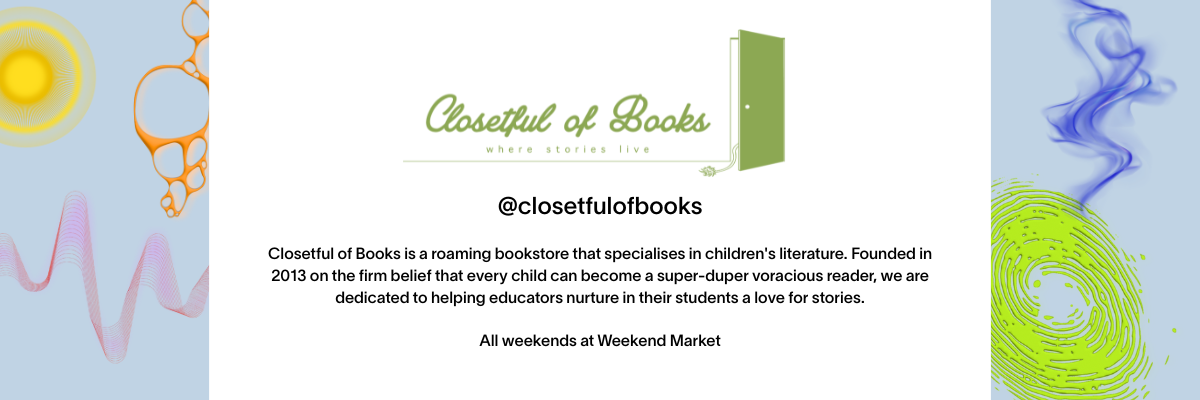 Closetful of Books
where stories live
@closetfulofbooks
Closetful of Books is a roaming bookstore that specialises in children's literature. Founded in
2013 on the firm belief that every child can become a super-duper voracious reader, we are
dedicated to helping educators nurture in their students a love for stories.
All weekends at Weekend Market